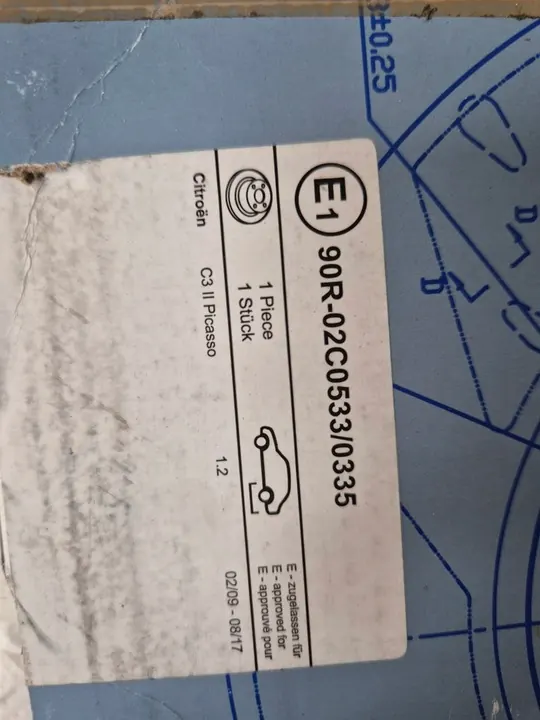 E1 90R-02C0533/0335
1 Piece
1 Stück
E - zugelassen für
E - approved for
E - approuvé pour
Citroën C3 II Picasso 1.2 02/09 - 08/17
±0.25
D
D